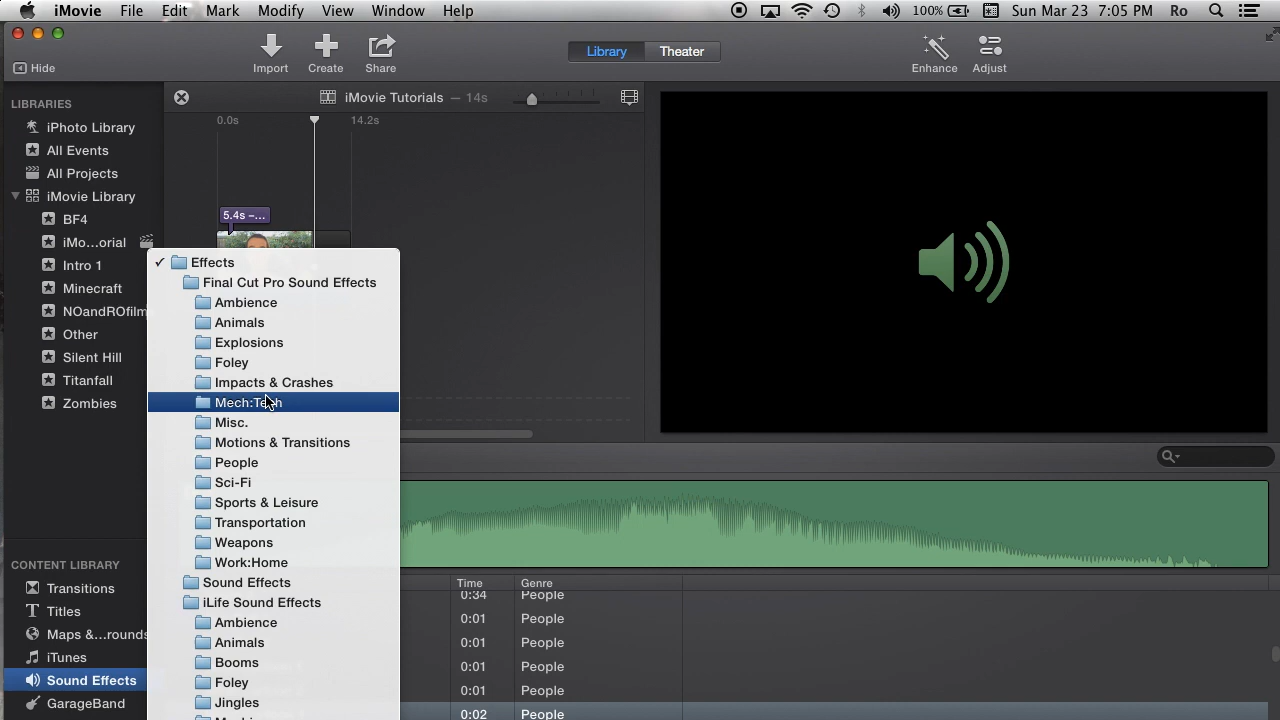 iMovie File Edit Mark Modify View Window Help 100% Sun Mar 23 7:05 PM Ro
Hide
Import Create Share
Library Theater
Enhance Adjust
LIBRARIES
iPhoto Library
All Events
All Projects
iMovie Library
BF4
iMo...orial
Intro 1
Minecraft
NOandROfilm
Other
Silent Hill
Titanfall
Zombies
CONTENT LIBRARY
Transitions
Titles
Maps &...rounds
iTunes
Sound Effects
GarageBand
iMovie Tutorials — 14s
0.0s 14.2s
5.4s –...
Effects
Final Cut Pro Sound Effects
Ambience
Animals
Explosions
Foley
Impacts & Crashes
Mech:Tech
Misc.
Motions & Transitions
People
Sci-Fi
Sports & Leisure
Transportation
Weapons
Work:Home
Sound Effects
iLife Sound Effects
Ambience
Animals
Booms
Foley
Jingles
Time Genre
0:34 People
0:01 People
0:01 People
0:01 People
0:01 People
0:02 People